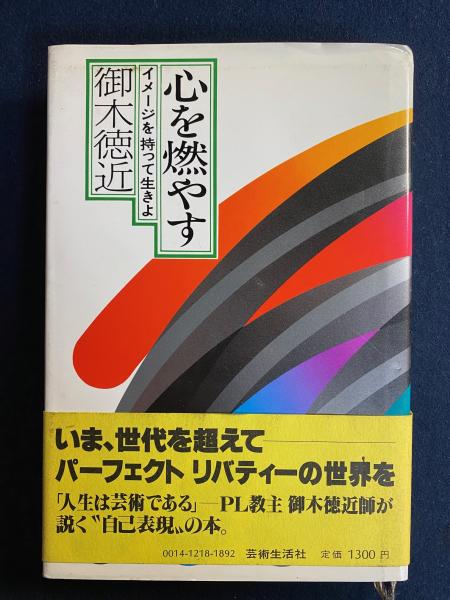 心を燃やす
イメージを持って生きよ
御木徳近
いま、世代を超えて
パーフェクト リバティーの世界を
「人生は芸術である」―PL教主 御木徳近師が
説く〝自己表現〟の本。
0014-1218-1892 芸術生活社 定価 1300円